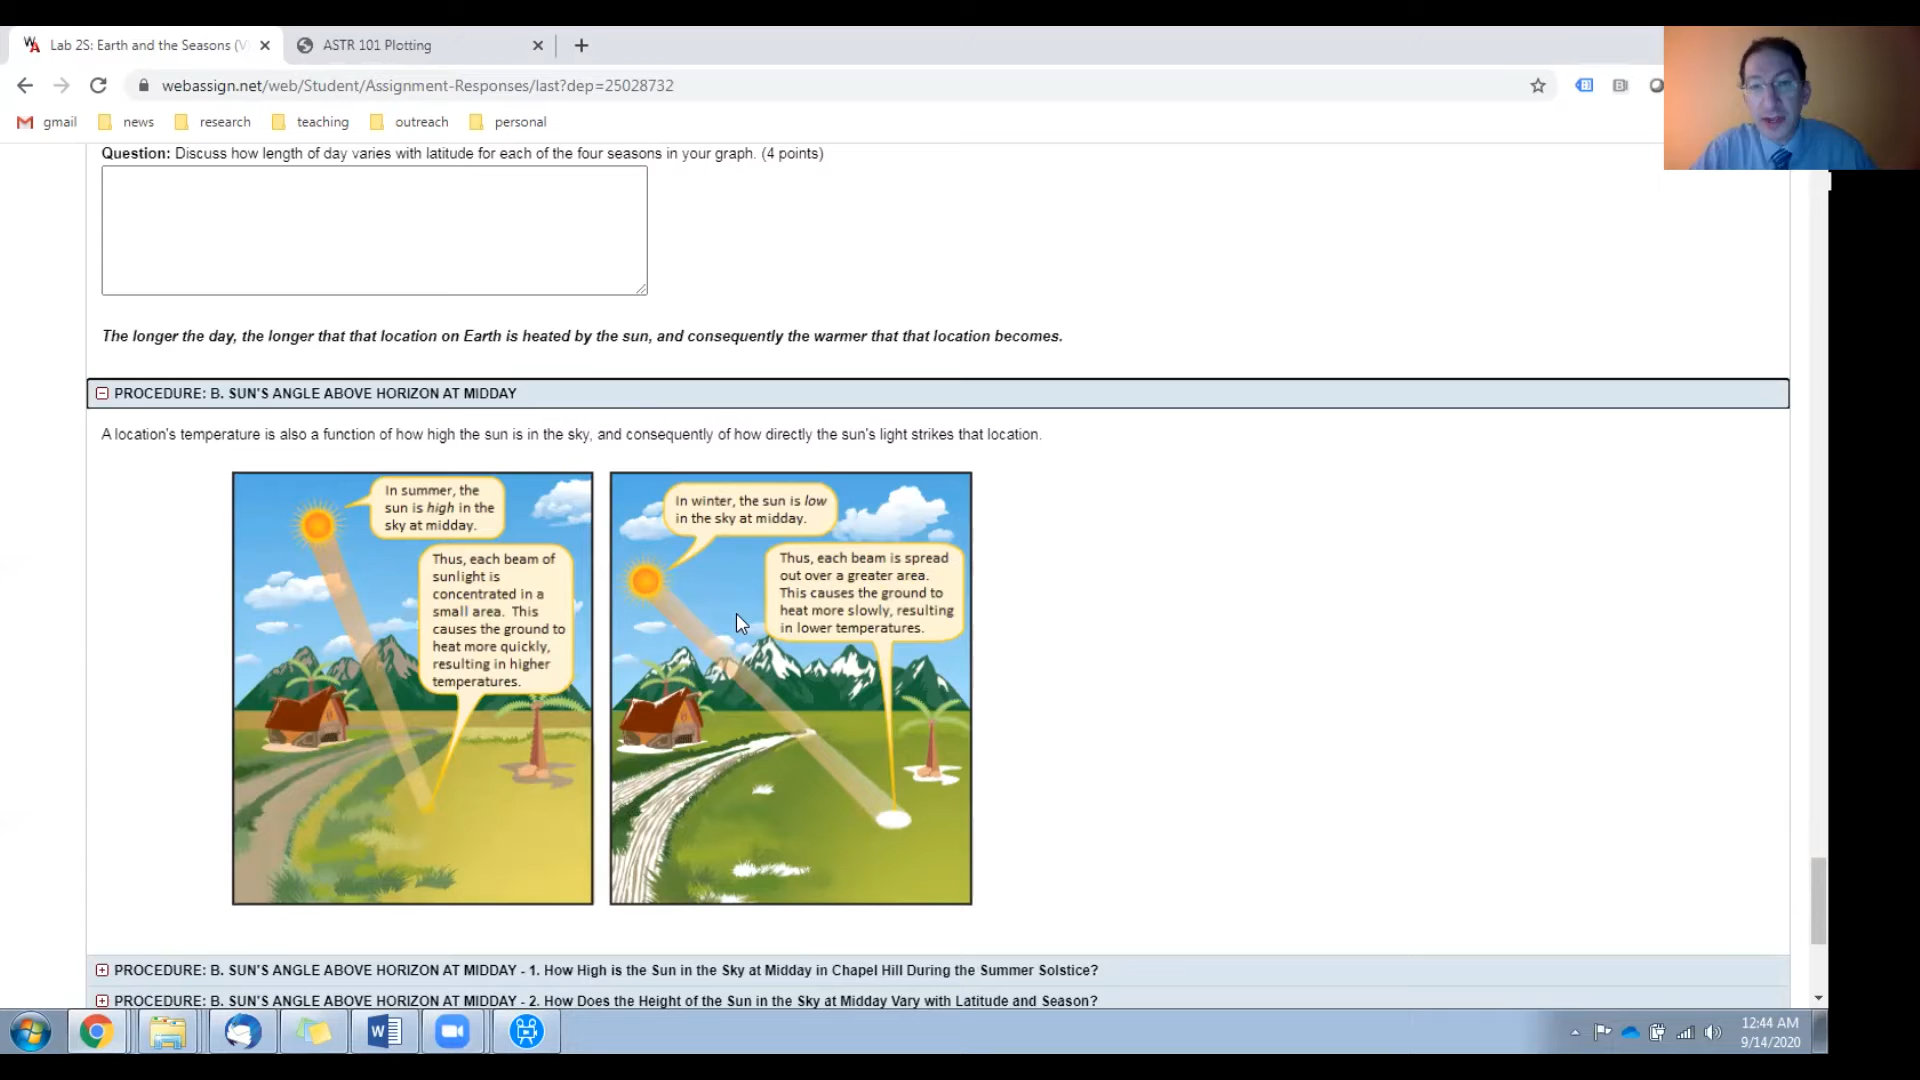 Lab 2S: Earth and the Seasons (V
ASTR 101 Plotting
webassign.net/web/Student/Assignment-Responses/last?dep=25028732
gmail
news
research
teaching
outreach
personal
Question: Discuss how length of day varies with latitude for each of the four seasons in your graph. (4 points)
The longer the day, the longer that that location on Earth is heated by the sun, and consequently the warmer that that location becomes.
PROCEDURE: B. SUN'S ANGLE ABOVE HORIZON AT MIDDAY
A location's temperature is also a function of how high the sun is in the sky, and consequently of how directly the sun's light strikes that location.
In summer, the
sun is high in the
sky at midday.
Thus, each beam of
sunlight is
concentrated in a
small area. This
causes the ground to
heat more quickly,
resulting in higher
temperatures.
In winter, the sun is low
in the sky at midday.
Thus, each beam is spread
out over a greater area.
This causes the ground to
heat more slowly, resulting
in lower temperatures.
PROCEDURE: B. SUN'S ANGLE ABOVE HORIZON AT MIDDAY - 1. How High is the Sun in the Sky at Midday in Chapel Hill During the Summer Solstice?
PROCEDURE: B. SUN'S ANGLE ABOVE HORIZON AT MIDDAY - 2. How Does the Height of the Sun in the Sky at Midday Vary with Latitude and Season?
12:44 AM
9/14/2020